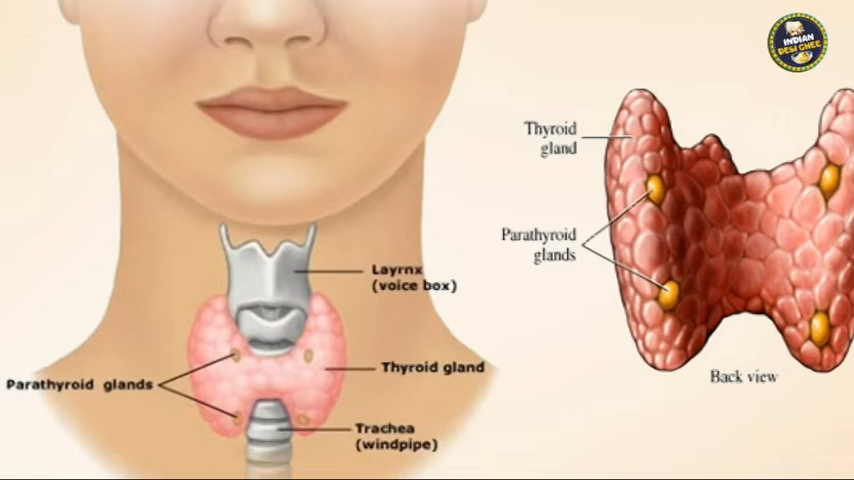 INDIAN
DESI GHEE
Thyroid
gland
Parathyroid
glands
Back view
Layrnx
(voice box)
Thyroid gland
Parathyroid glands
Trachea
(windpipe)